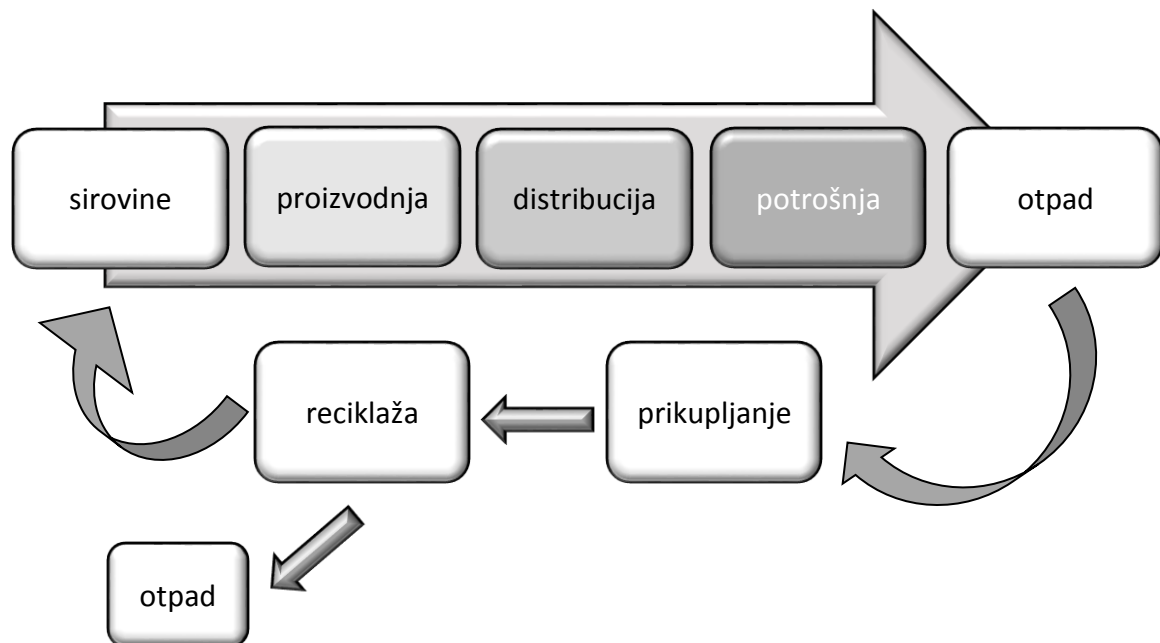 sirovine
proizvodnja
distribucija
potrošnja
otpad
reciklaža
prikupljanje
otpad